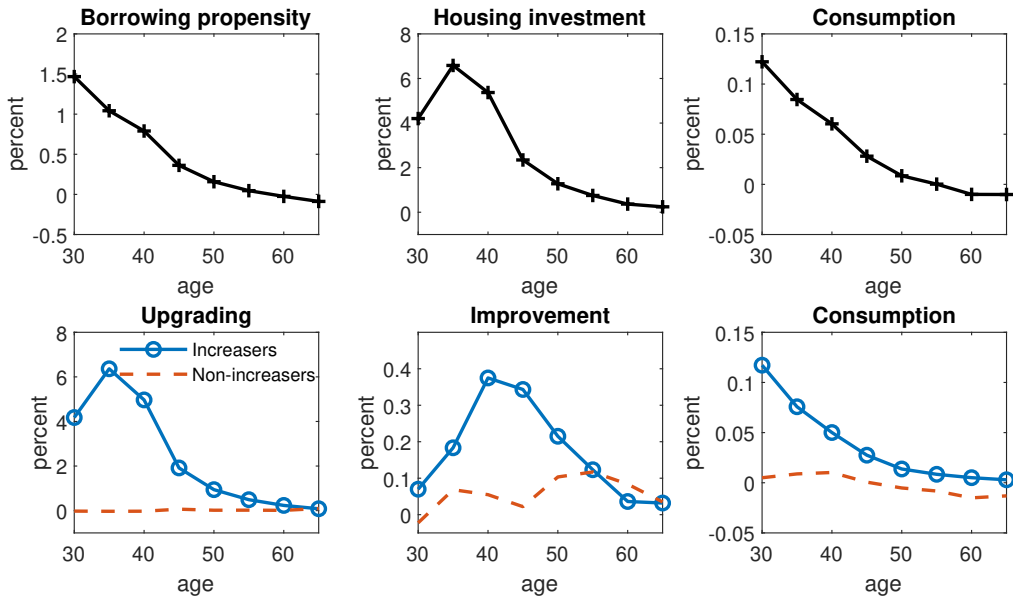 Borrowing propensity
2
1.5
1
0.5
0
-0.5
percent
30 40 50 60
age
Housing investment
8
6
4
2
0
percent
30 40 50 60
age
Consumption
0.15
0.1
0.05
0
-0.05
percent
30 40 50 60
age
Upgrading
8
6
4
2
0
percent
Increasers
Non-increasers
30 40 50 60
age
Improvement
0.4
0.3
0.2
0.1
0
percent
30 40 50 60
age
Consumption
0.15
0.1
0.05
0
-0.05
percent
30 40 50 60
age